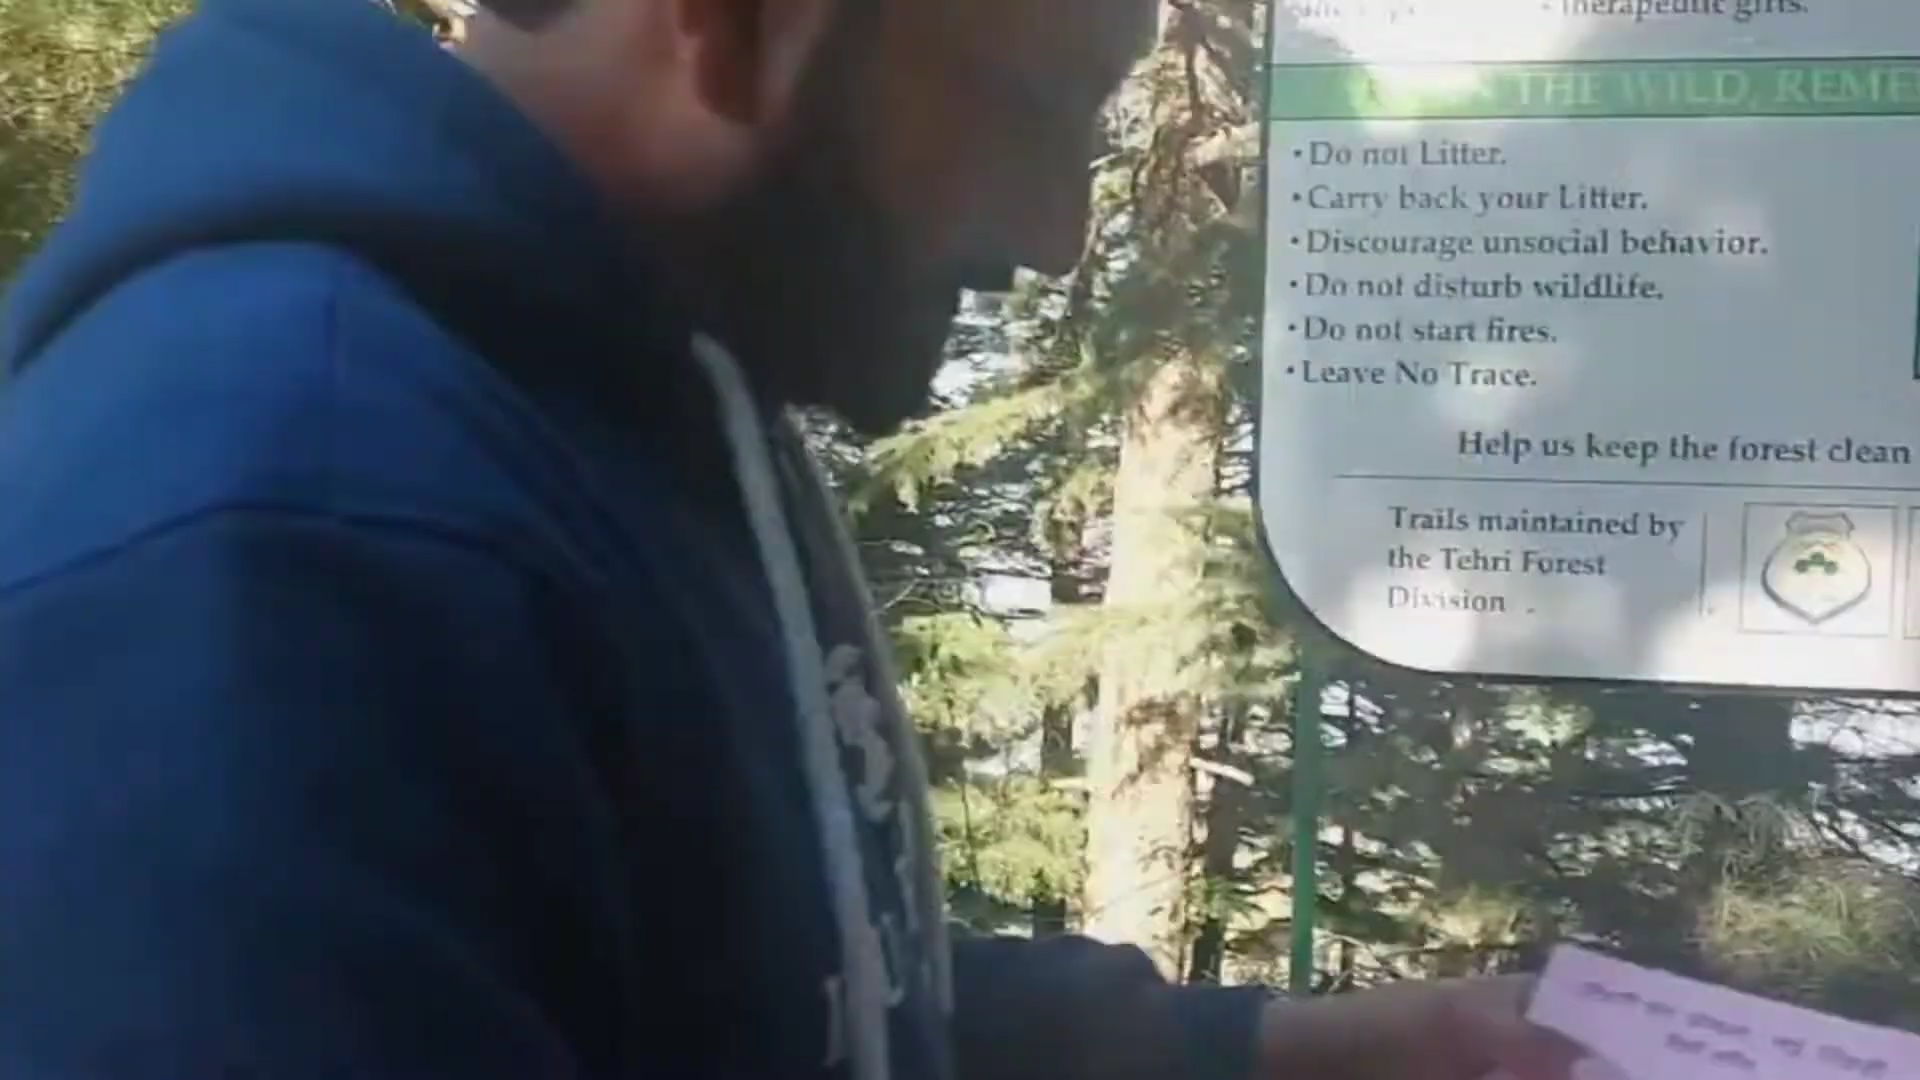 therapeutic gifts.
THE WILD, REME
•Do not Litter.
•Carry back your Litter.
•Discourage unsocial behavior.
•Do not disturb wildlife.
•Do not start fires.
•Leave No Trace.
Help us keep the forest clean
Trails maintained by
the Tehri Forest
Division